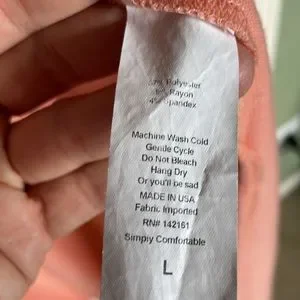 Polyester
Rayon
4% Spandex
Machine Wash Cold
Gentle Cycle
Do Not Bleach
Hang Dry
Or you'll be sad
MADE IN USA
Fabric Imported
RN# 142161
Simply Comfortable
L